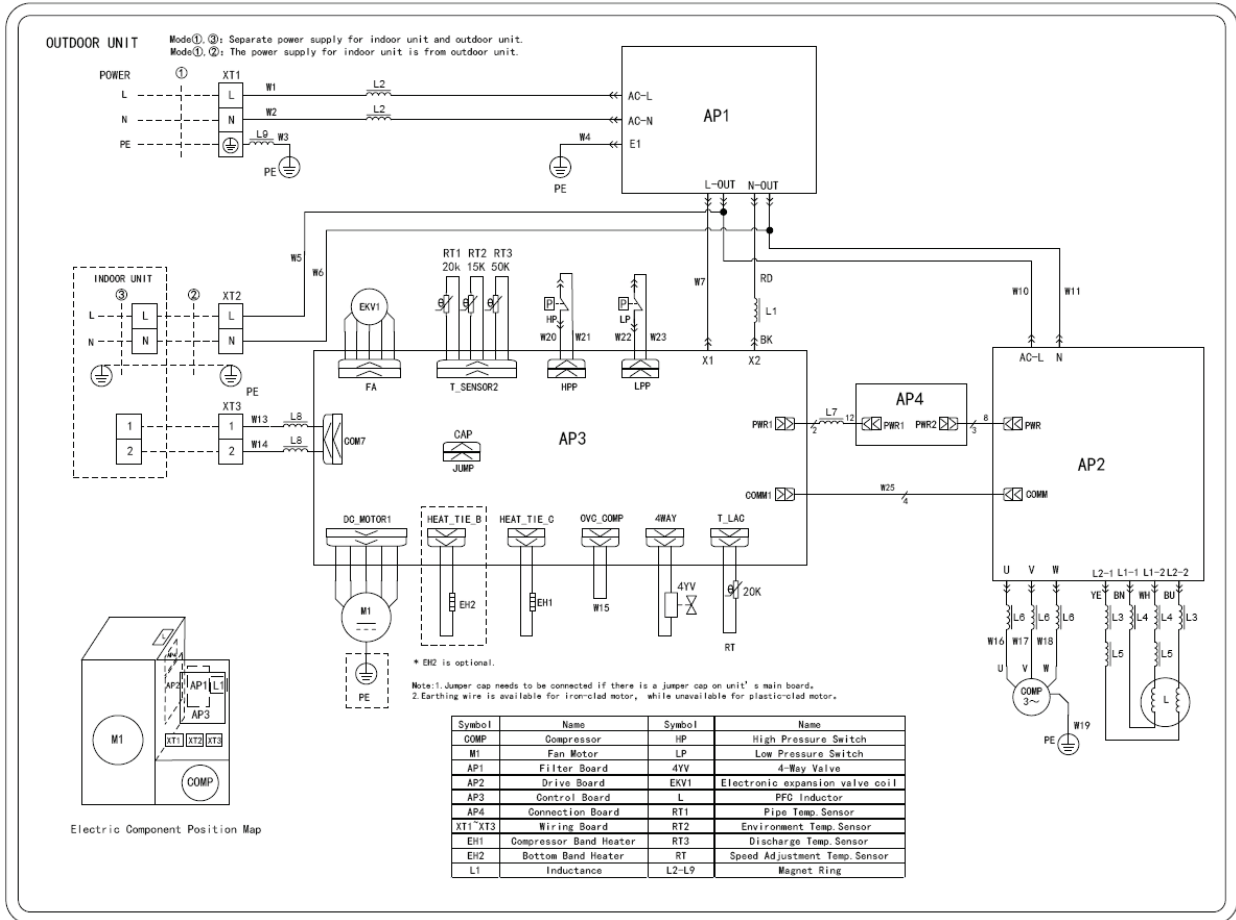 OUTDOOR UNIT
Mode①, ③: Separate power supply for indoor unit and outdoor unit.
Mode①, ②: The power supply for indoor unit is from outdoor unit.
POWER ① XT1
L L W1 L2 AC-L
N N W2 L2 AC-N
PE L9 W3 W4 E1
PE PE
AP1
L-OUT N-OUT
W5 W6 W7 RD L1 BK W10 W11
INDOOR UNIT
③ ② XT2
L L L
N N N
PE
XT3
1 1 W13 L8
2 2 W14 L8
COM7
EKV1
FA
RT1 RT2 RT3
20k 15K 50K
θ θ θ
T_SENSOR2
P HP
W20 W21
HPP
P LP
W22 W23
LPP
X1 X2
AP3
CAP
JUMP
PWR1 2 L7 12 PWR1 AP4 PWR2 3 8 PWR
COMM1 W25 4 COMM
AC-L N
AP2
DC_MOTOR1 HEAT_TIE_B HEAT_TIE_C OVC_COMP 4WAY T_LAC
M1 EH2 EH1 W15 4YV θ 20K
RT
PE
U V W L2-1 L1-1 L1-2 L2-2
YE BN WH BU
L6 L6 L6 L3 L4 L4 L3
W16 W17 W18 L5 L5
U V W
COMP
3~
L
W19
PE
* EH2 is optional.
Note:1. Jumper cap needs to be connected if there is a jumper cap on unit's main board.
2. Earthing wire is available for iron-clad motor, while unavailable for plastic-clad motor.
L
AP4
AP2 AP1 L1
AP3
M1 XT1 XT2 XT3
COMP
Electric Component Position Map
Symbol Name Symbol Name
COMP Compressor HP High Pressure Switch
M1 Fan Motor LP Low Pressure Switch
AP1 Filter Board 4YV 4-Way Valve
AP2 Drive Board EKV1 Electronic expansion valve coil
AP3 Control Board L PFC Inductor
AP4 Connection Board RT1 Pipe Temp. Sensor
XT1~XT3 Wiring Board RT2 Environment Temp. Sensor
EH1 Compressor Band Heater RT3 Discharge Temp. Sensor
EH2 Bottom Band Heater RT Speed Adjustment Temp. Sensor
L1 Inductance L2-L9 Magnet Ring